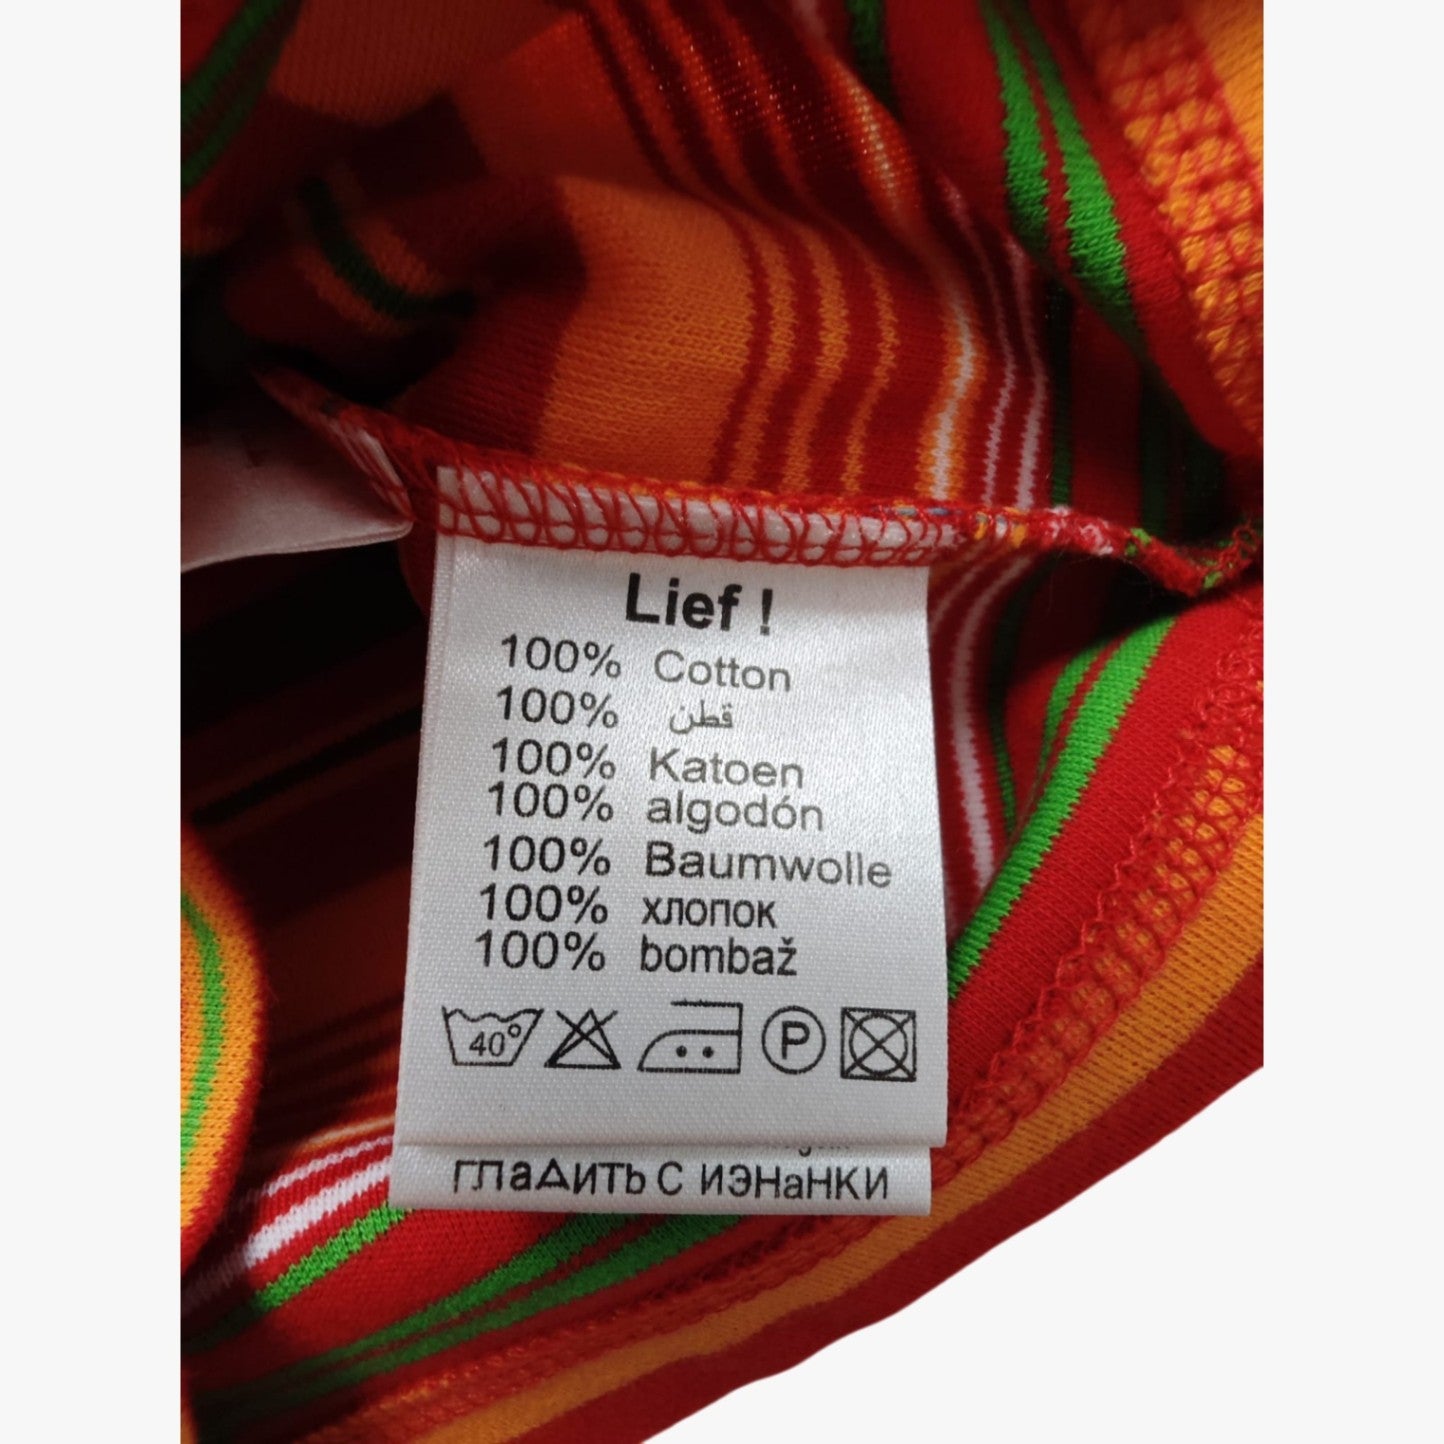 Lief !
100% Cotton
100% قطن
100% Katoen
100% algodón
100% Baumwolle
100% хлопок
100% bombaž
40°
P
глаДИТЬ С ИЭНаНКИ